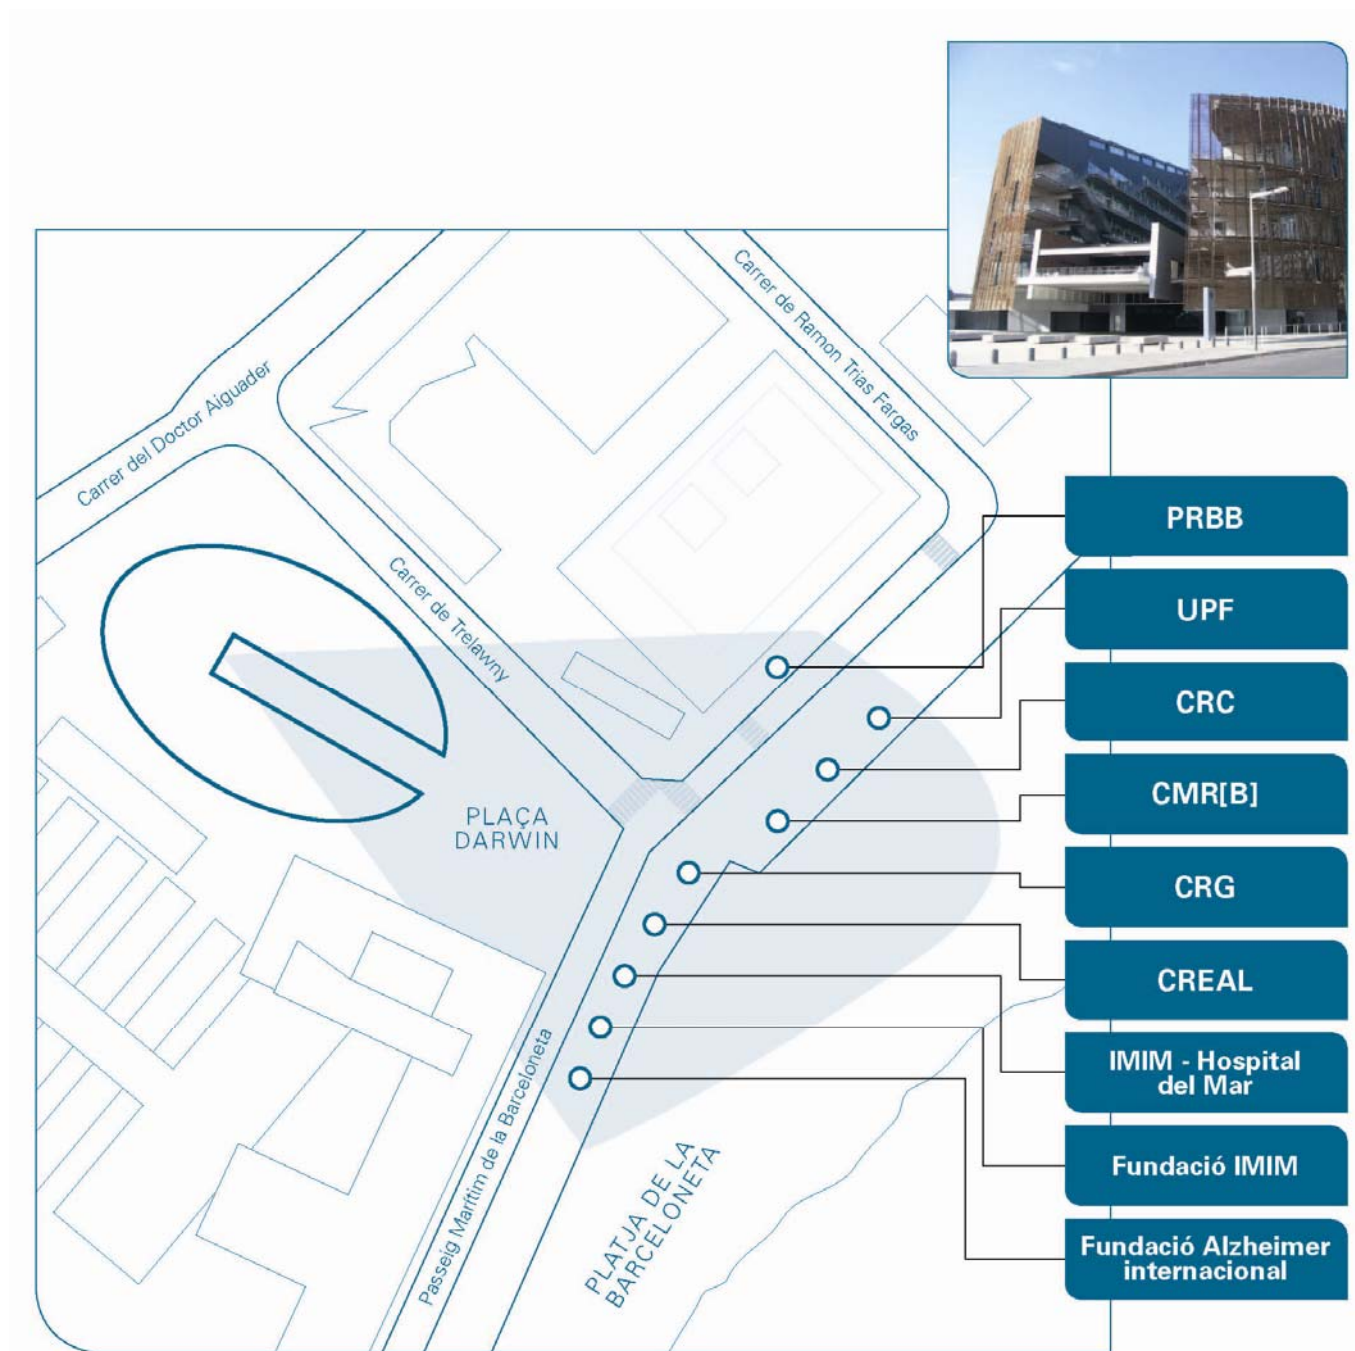 Carrer de Ramon Trias Fargas
Carrer del Doctor Aiguader
Carrer de Trelawny
PLAÇA
DARWIN
Passeig Marítim de la Barceloneta
PLATJA DE LA
BARCELONETA
PRBB
UPF
CRC
CMR[B]
CRG
CREAL
IMIM - Hospital
del Mar
Fundació IMIM
Fundació Alzheimer
internacional